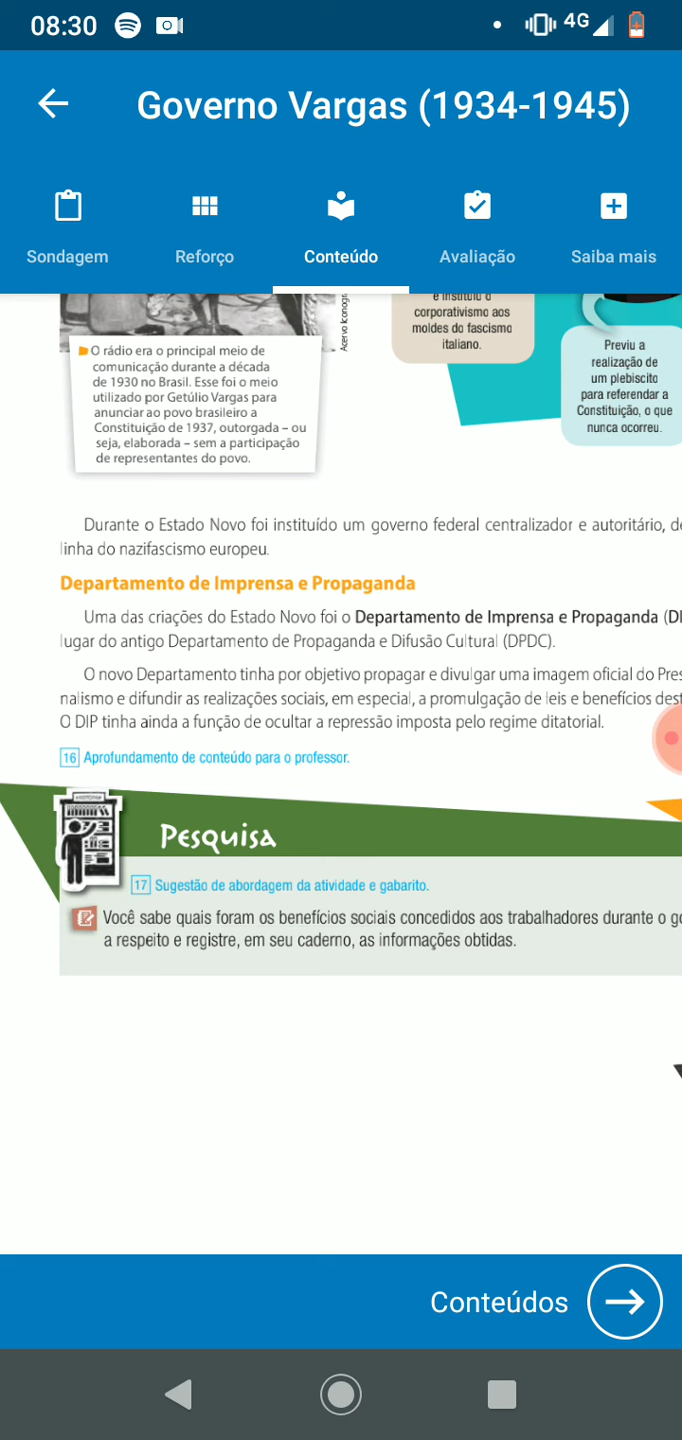 08:30
4G
Governo Vargas (1934-1945)
Sondagem
Reforço
Conteúdo
Avaliação
Saiba mais
e instituiu o
corporativismo aos
moldes do fascismo
italiano.
Previu a
realização de
um plebiscito
para referendar a
Constituição, o que
nunca ocorreu.
Acervo Iconogra
O rádio era o principal meio de
comunicação durante a década
de 1930 no Brasil. Esse foi o meio
utilizado por Getúlio Vargas para
anunciar ao povo brasileiro a
Constituição de 1937, outorgada – ou
seja, elaborada – sem a participação
de representantes do povo.
Durante o Estado Novo foi instituído um governo federal centralizador e autoritário, de
linha do nazifascismo europeu.
Departamento de Imprensa e Propaganda
Uma das criações do Estado Novo foi o Departamento de Imprensa e Propaganda (DI
lugar do antigo Departamento de Propaganda e Difusão Cultural (DPDC).
O novo Departamento tinha por objetivo propagar e divulgar uma imagem oficial do Pres
nalismo e difundir as realizações sociais, em especial, a promulgação de leis e benefícios dest
O DIP tinha ainda a função de ocultar a repressão imposta pelo regime ditatorial.
16 Aprofundamento de conteúdo para o professor.
Pesquisa
17 Sugestão de abordagem da atividade e gabarito.
Você sabe quais foram os benefícios sociais concedidos aos trabalhadores durante o go
a respeito e registre, em seu caderno, as informações obtidas.
Conteúdos